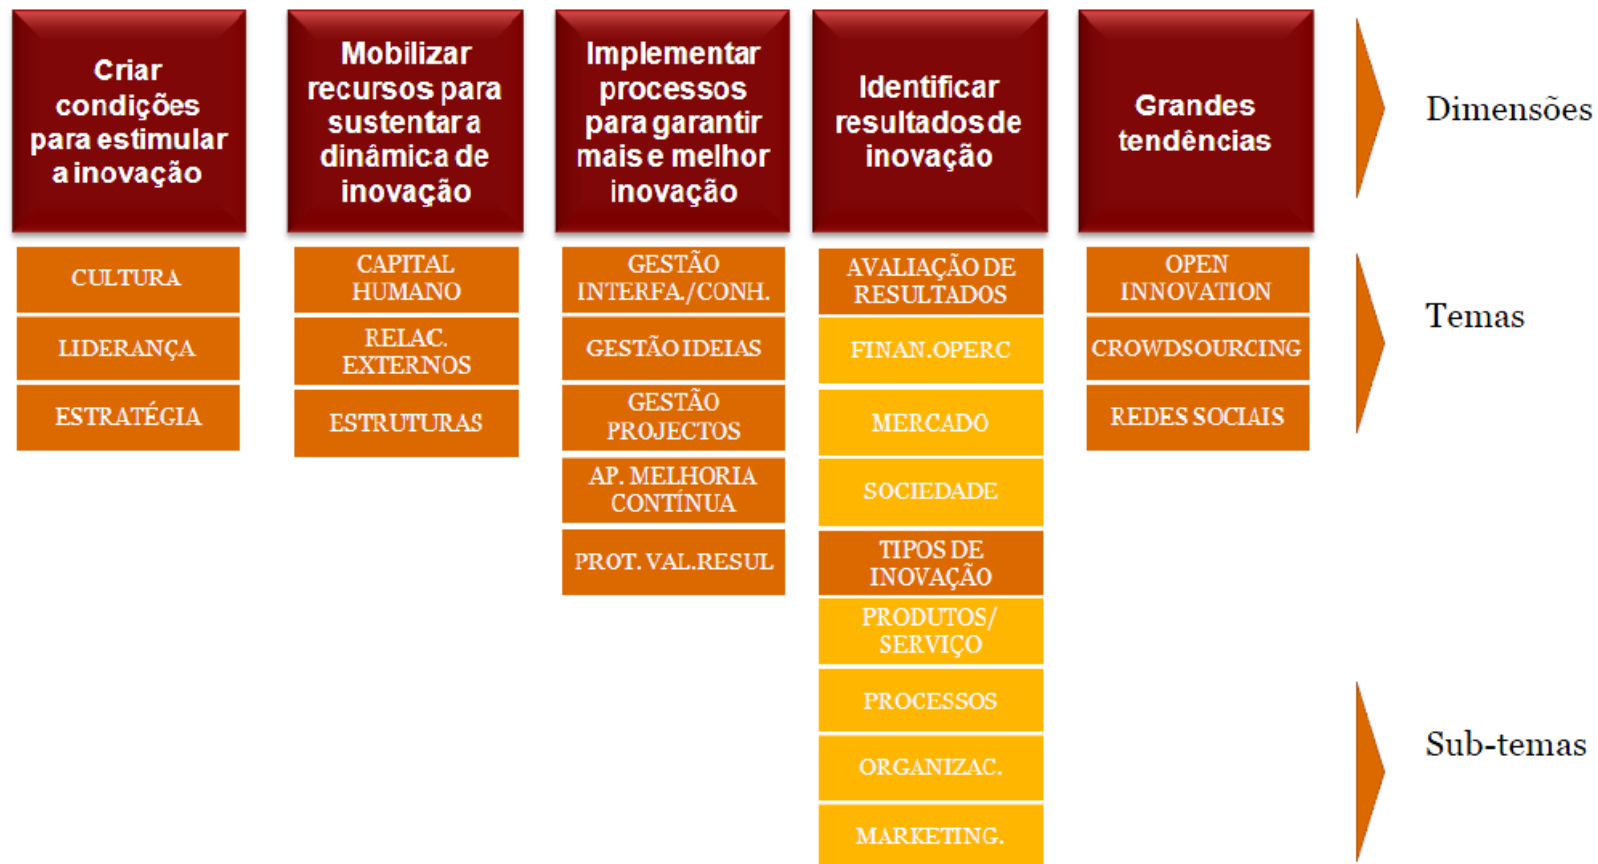 Criar
condições
para estimular
a inovação
Mobilizar
recursos para
sustentar a
dinâmica de
inovação
Implementar
processos
para garantir
mais e melhor
inovação
Identificar
resultados de
inovação
Grandes
tendências
Dimensões
CULTURA
LIDERANÇA
ESTRATÉGIA
CAPITAL
HUMANO
RELAC.
EXTERNOS
ESTRUTURAS
GESTÃO
INTERFA./CONH.
GESTÃO IDEIAS
GESTÃO
PROJECTOS
AP. MELHORIA
CONTÍNUA
PROT. VAL.RESUL
AVALIAÇÃO DE
RESULTADOS
FINAN.OPERC
MERCADO
SOCIEDADE
TIPOS DE
INOVAÇÃO
PRODUTOS/
SERVIÇO
PROCESSOS
ORGANIZAC.
MARKETING.
OPEN
INNOVATION
CROWDSOURCING
REDES SOCIAIS
Temas
Sub-temas